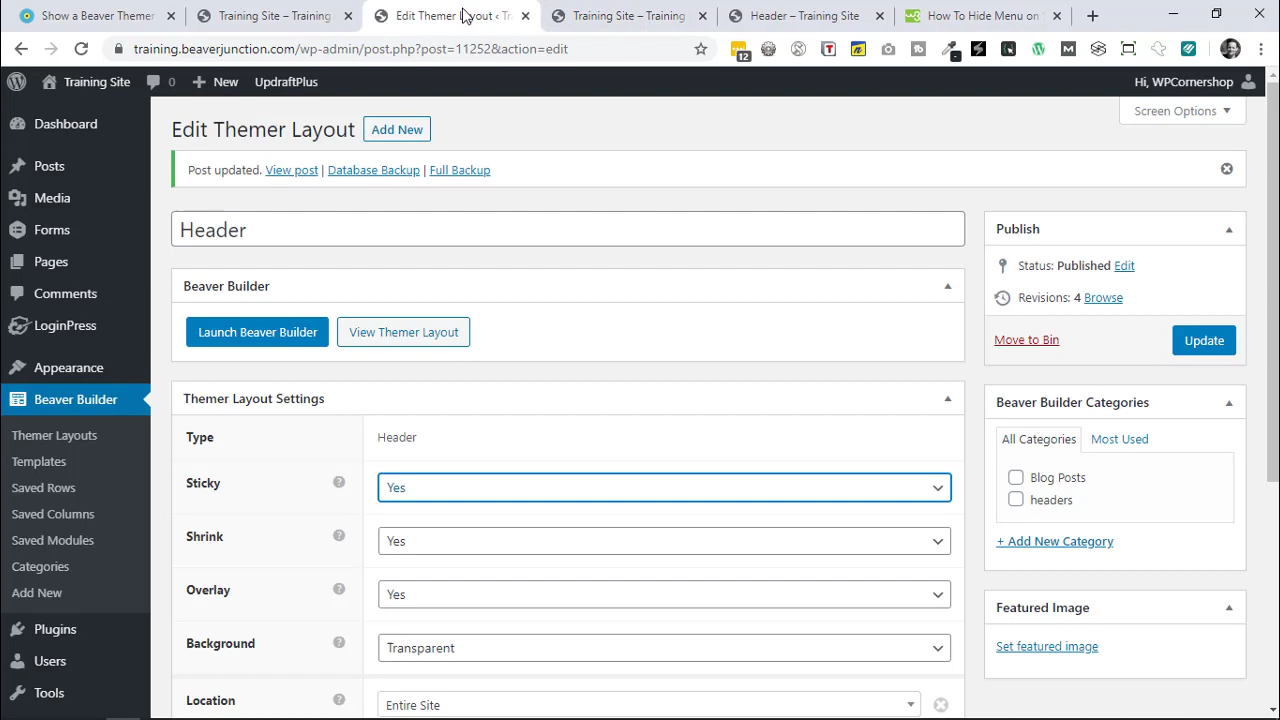 Show a Beaver Themer
Training Site – Training
Edit Themer Layout ‹ Tr
Training Site – Training
Header – Training Site
How To Hide Menu on
training.beaverjunction.com/wp-admin/post.php?post=11252&action=edit
12
Training Site
0
New
UpdraftPlus
Hi, WPCornershop
Dashboard
Posts
Media
Forms
Pages
Comments
LoginPress
Appearance
Beaver Builder
Themer Layouts
Templates
Saved Rows
Saved Columns
Saved Modules
Categories
Add New
Plugins
Users
Tools
Screen Options
Edit Themer Layout
Add New
Post updated. View post | Database Backup | Full Backup
Header
Beaver Builder
Launch Beaver Builder
View Themer Layout
Themer Layout Settings
Type
Header
Sticky
Yes
Shrink
Yes
Overlay
Yes
Background
Transparent
Location
Entire Site
Publish
Status: Published Edit
Revisions: 4 Browse
Move to Bin
Update
Beaver Builder Categories
All Categories
Most Used
Blog Posts
headers
+ Add New Category
Featured Image
Set featured image